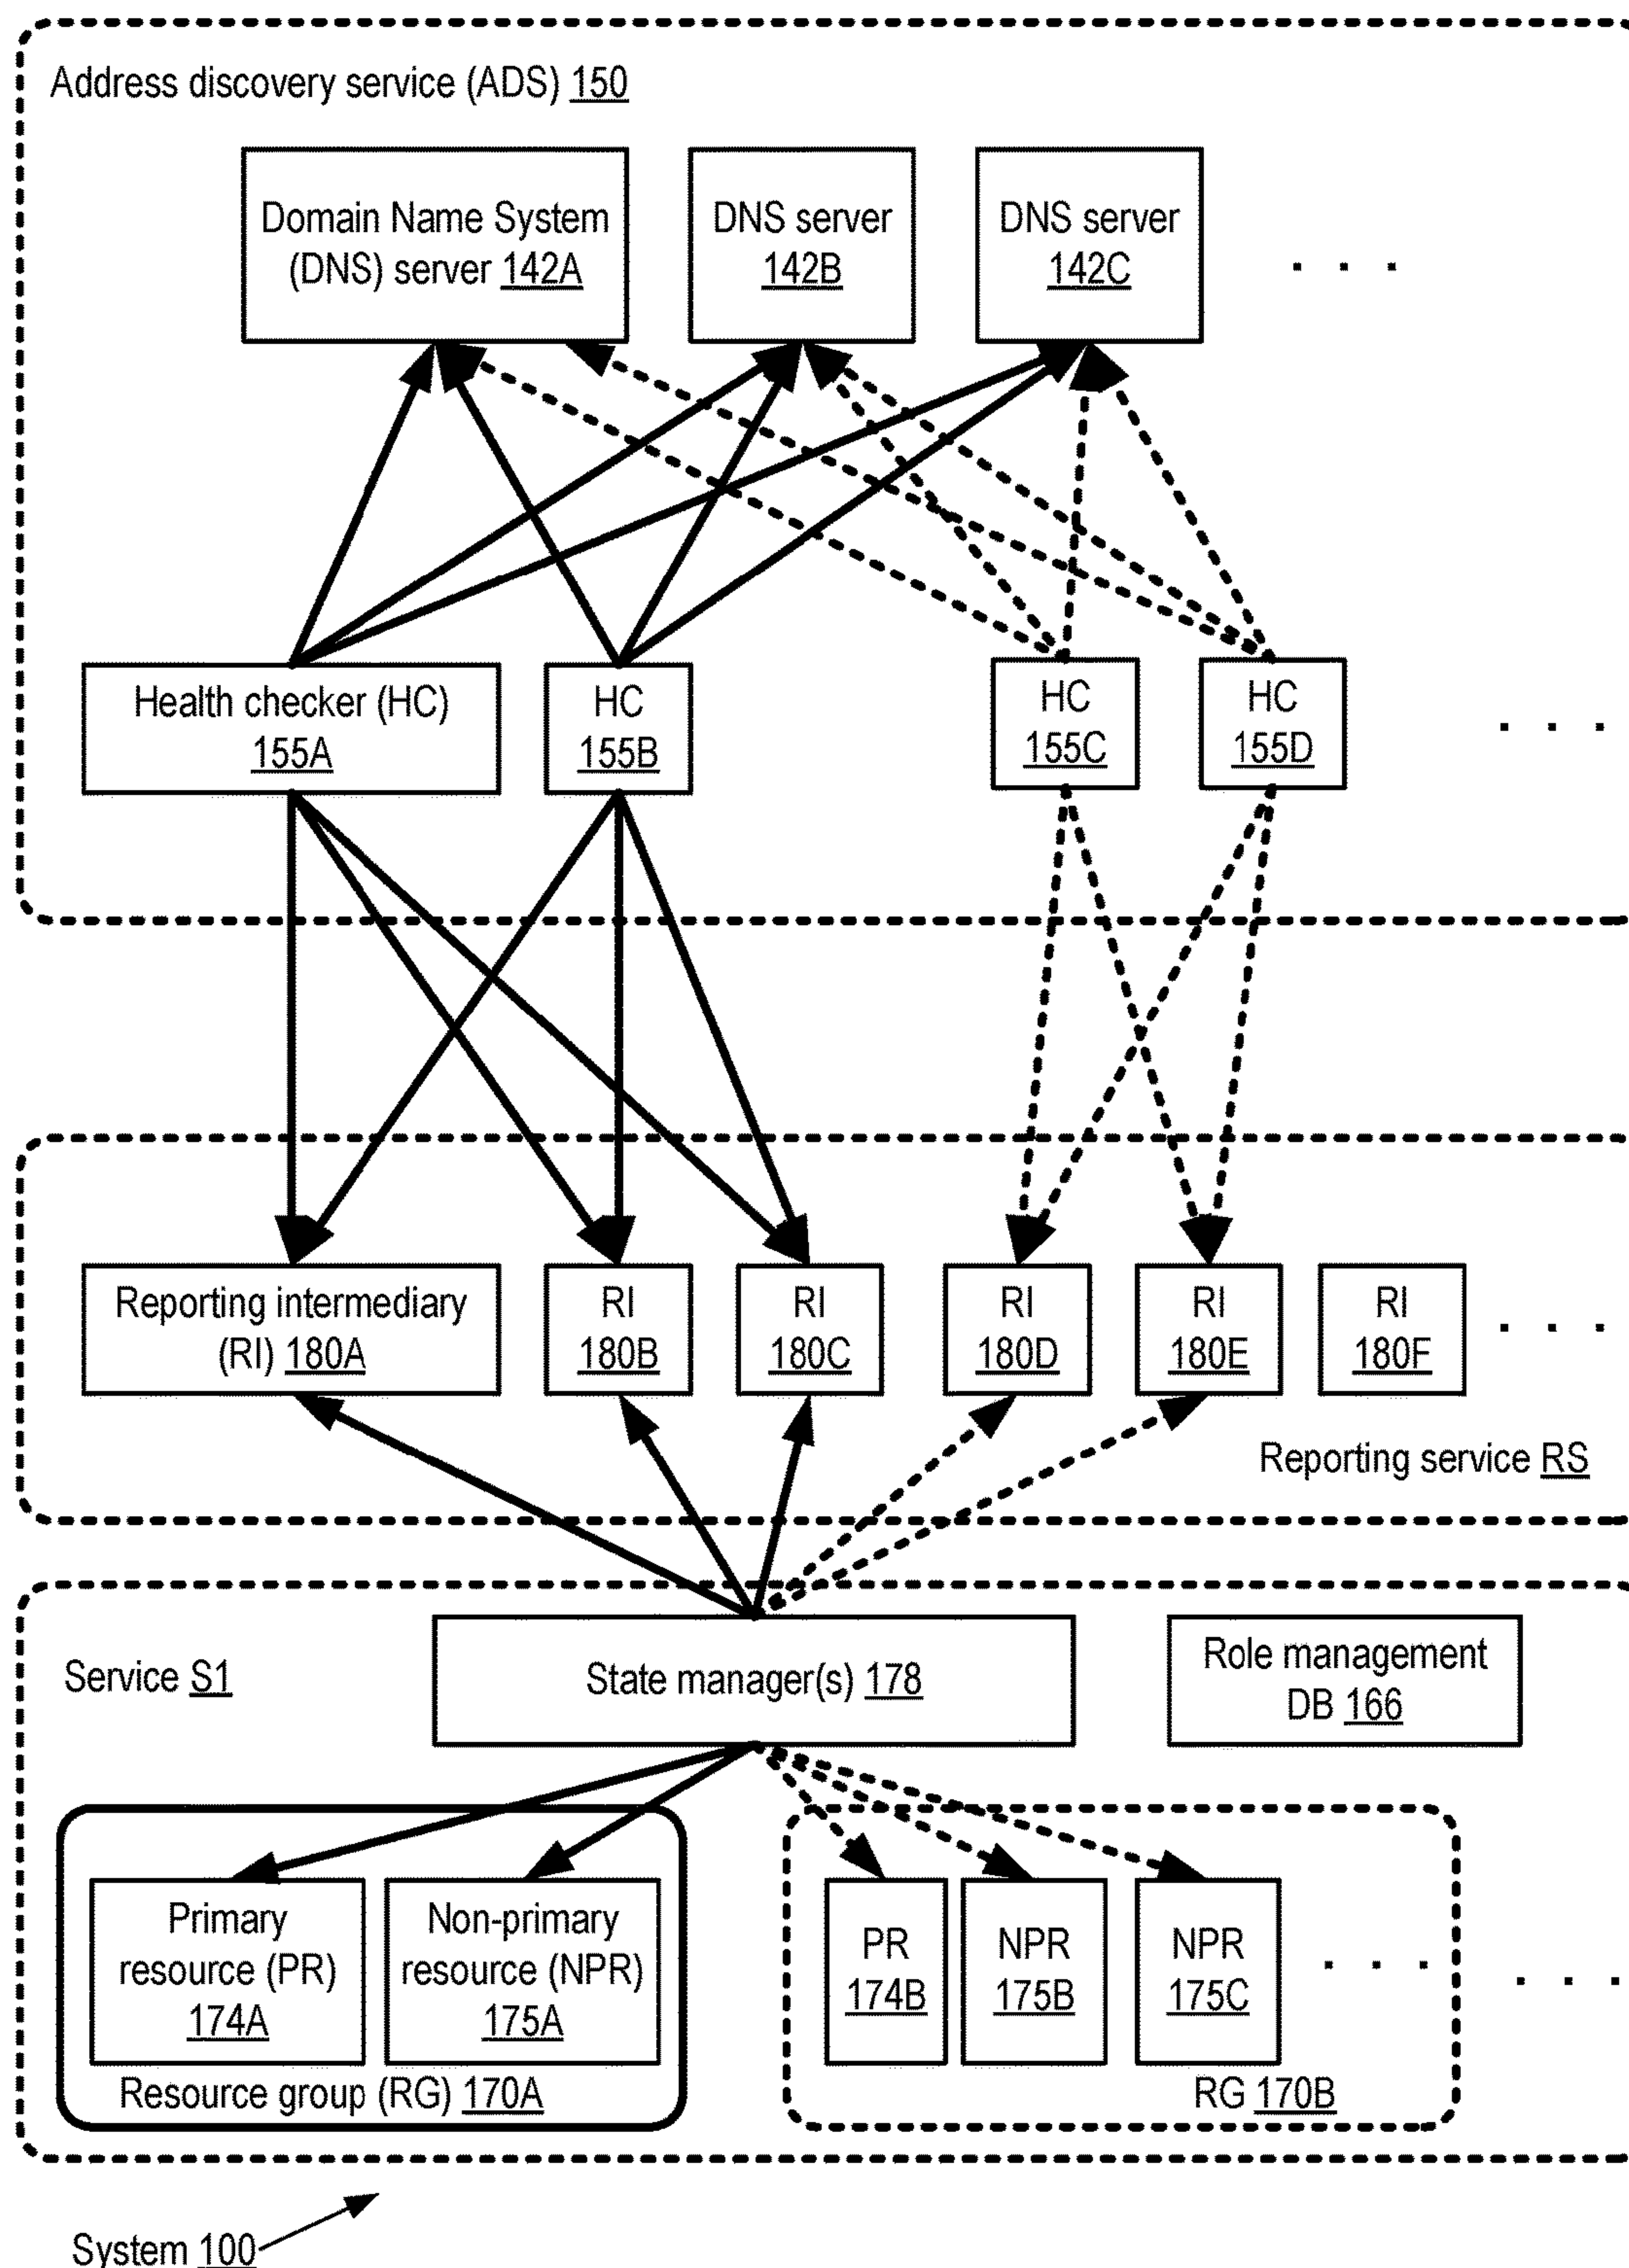 Address discovery service (ADS) 150
Domain Name System
(DNS) server 142A
DNS server
142B
DNS server
142C
. . .
Health checker (HC)
155A
HC
155B
HC
155C
HC
155D
. . .
Reporting intermediary
(RI) 180A
RI
180B
RI
180C
RI
180D
RI
180E
RI
180F
. . .
Reporting service RS
Service S1
State manager(s) 178
Role management
DB 166
Primary
resource (PR)
174A
Non-primary
resource (NPR)
175A
Resource group (RG) 170A
PR
174B
NPR
175B
NPR
175C
. . .
RG 170B
. . .
System 100